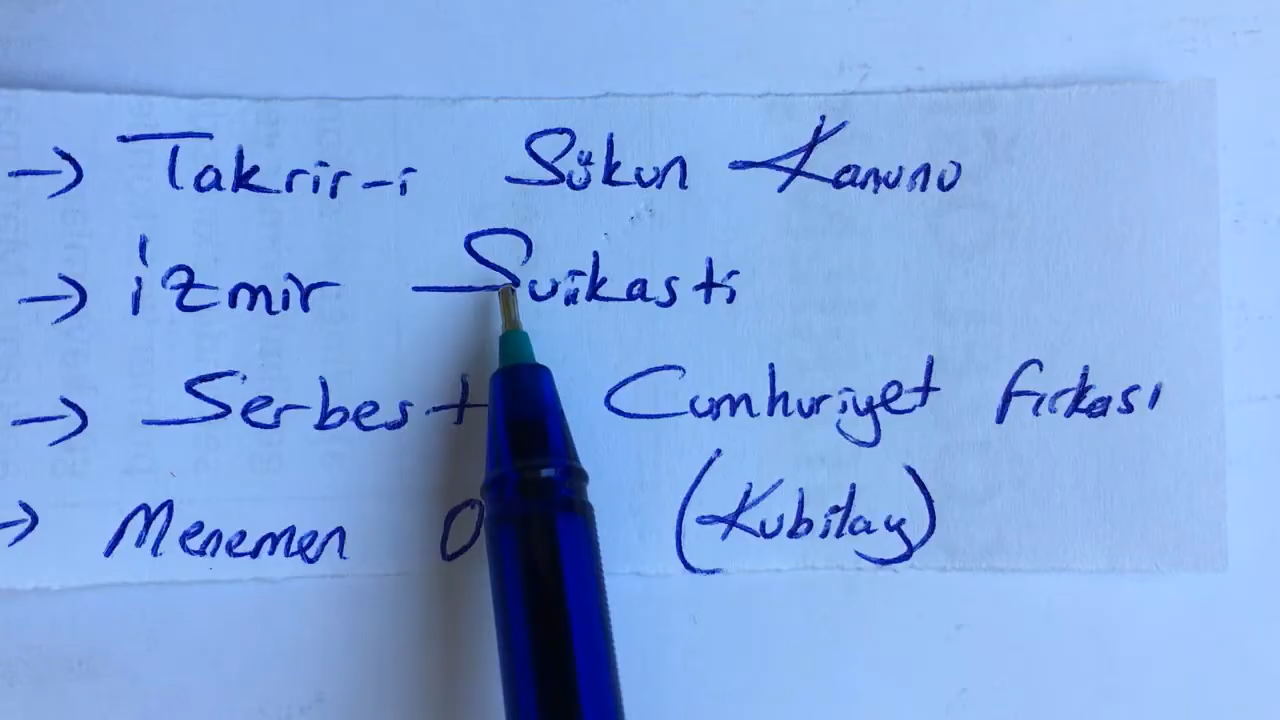 → Takrir-i Sükun Kanunu
→ İzmir Suikasti
→ Serbest Cumhuriyet Fırkası
→ Menemen (Kubilay)